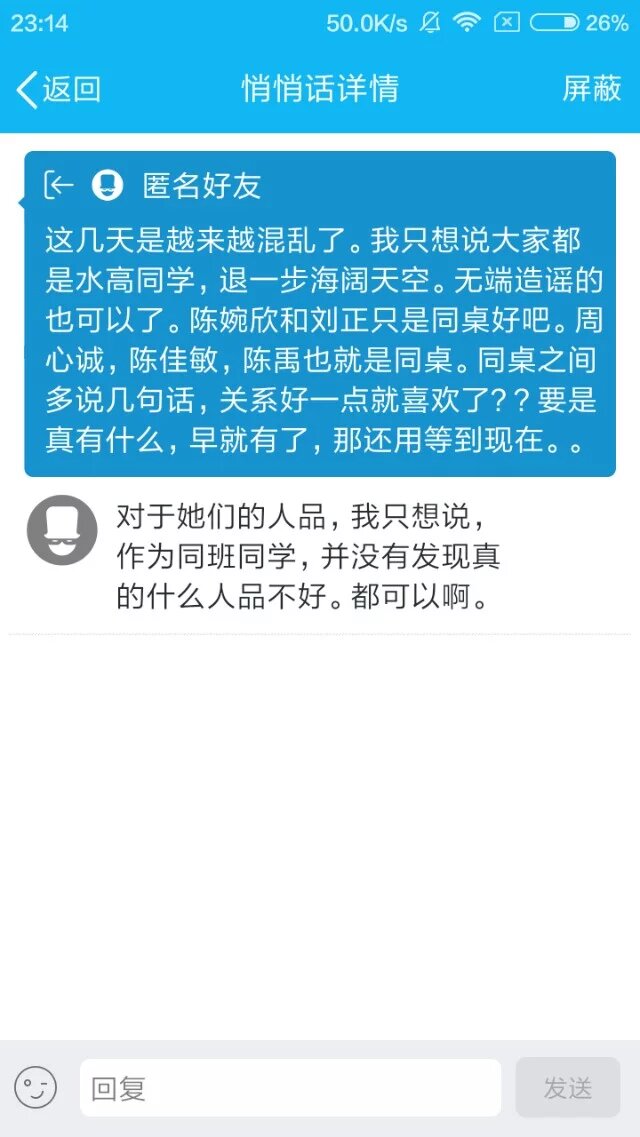 23:14 50.0K/s 26%
返回 悄悄话详情 屏蔽
匿名好友
这几天是越来越混乱了。我只想说大家都
是水高同学，退一步海阔天空。无端造谣的
也可以了。陈婉欣和刘正只是同桌好吧。周
心诚，陈佳敏，陈禹也就是同桌。同桌之间
多说几句话，关系好一点就喜欢了？？要是
真有什么，早就有了，那还用等到现在。。
对于她们的人品，我只想说，
作为同班同学，并没有发现真
的什么人品不好。都可以啊。
回复 发送